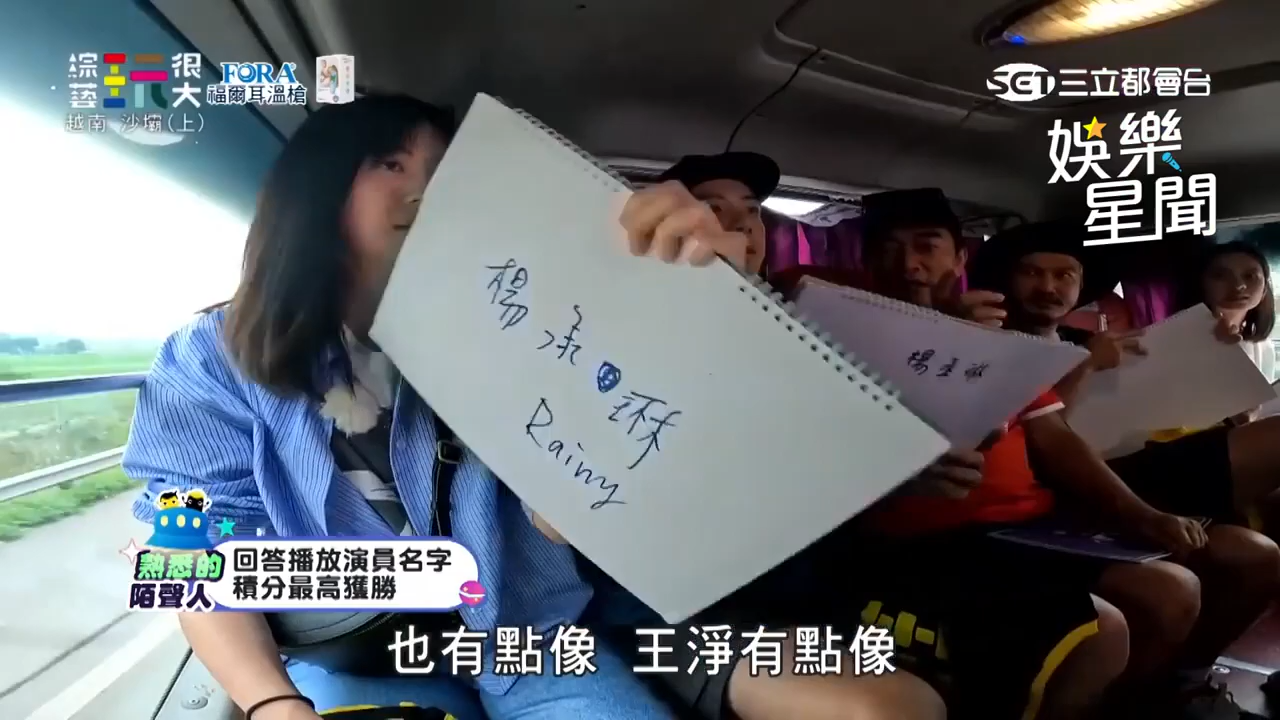 綜藝玩很大
越南 沙壩(上)
FORA
福爾耳溫槍
SET三立都會台
娛樂
星聞
楊丞琳
Rainy
楊丞琳
熟悉的
陌聲人
回答播放演員名字
積分最高獲勝
也有點像 王淨有點像